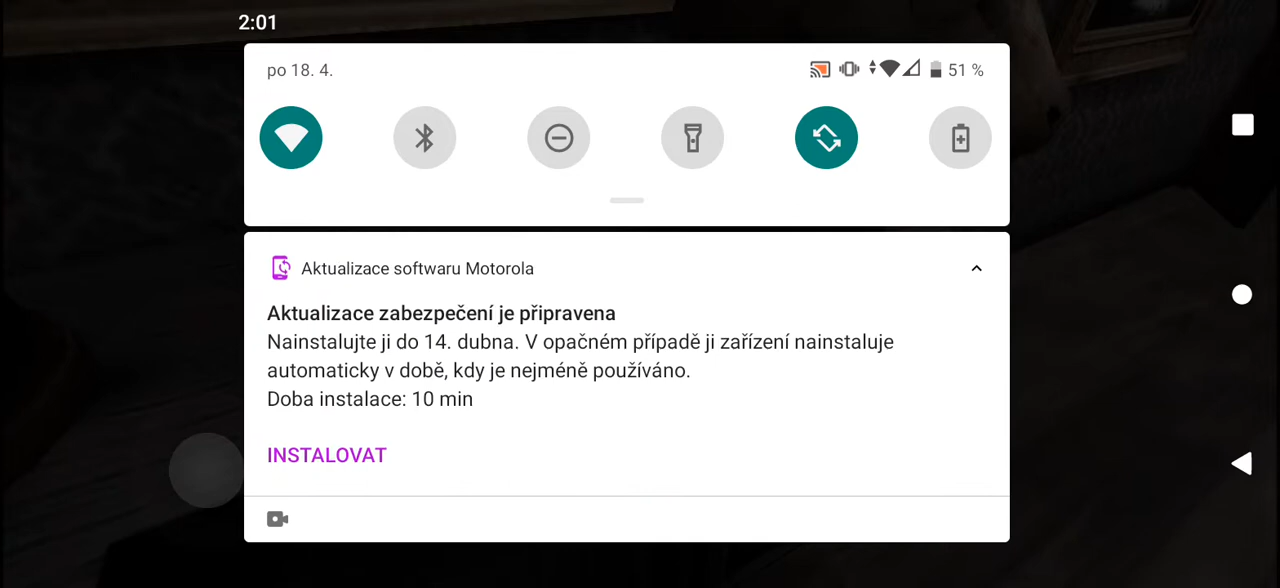 2:01
po 18. 4.
51 %
Aktualizace softwaru Motorola
Aktualizace zabezpečení je připravena
Nainstalujte ji do 14. dubna. V opačném případě ji zařízení nainstaluje
automaticky v době, kdy je nejméně používáno.
Doba instalace: 10 min
INSTALOVAT